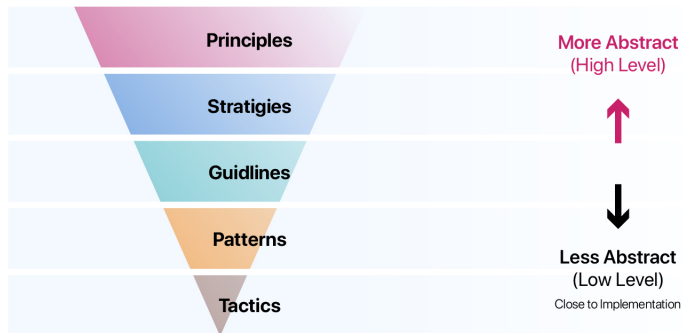 Principles
More Abstract
(High Level)
Stratigies
Guidlines
Patterns
Less Abstract
(Low Level)
Close to Implementation
Tactics